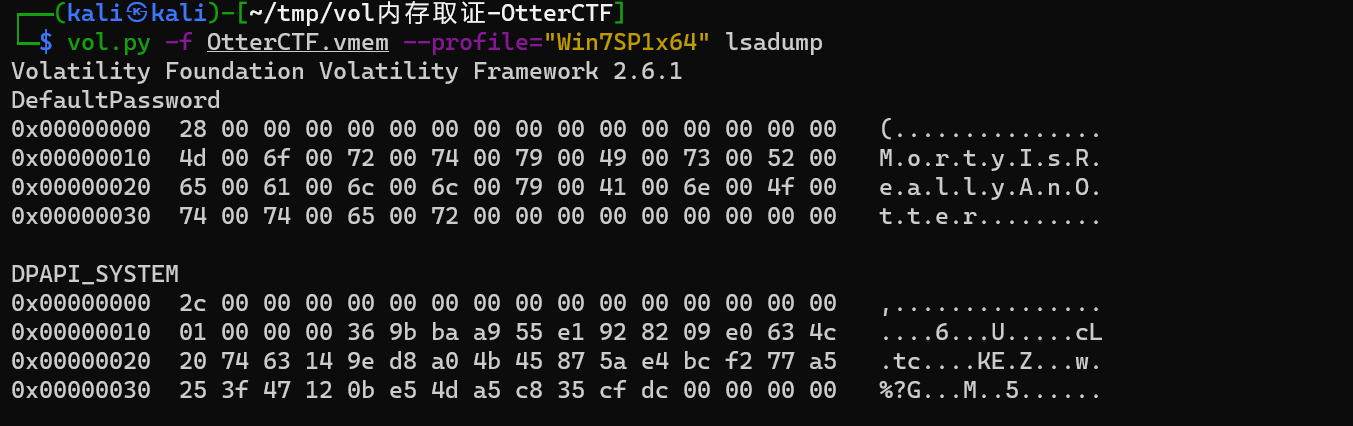 ┌──(kali㉿kali)-[~/tmp/vol内存取证-OtterCTF]
└─$ vol.py -f OtterCTF.vmem --profile="Win7SP1x64" lsadump
Volatility Foundation Volatility Framework 2.6.1
DefaultPassword
0x00000000  28 00 00 00 00 00 00 00 00 00 00 00 00 00 00 00   (...............
0x00000010  4d 00 6f 00 72 00 74 00 79 00 49 00 73 00 52 00   M.o.r.t.y.I.s.R.
0x00000020  65 00 61 00 6c 00 6c 00 79 00 41 00 6e 00 4f 00   e.a.l.l.y.A.n.O.
0x00000030  74 00 74 00 65 00 72 00 00 00 00 00 00 00 00 00   t.t.e.r.........

DPAPI_SYSTEM
0x00000000  2c 00 00 00 00 00 00 00 00 00 00 00 00 00 00 00   ,...............
0x00000010  01 00 00 00 36 9b ba a9 55 e1 92 82 09 e0 63 4c   ....6...U.....cL
0x00000020  20 74 63 14 9e d8 a0 4b 45 87 5a e4 bc f2 77 a5   .tc....KE.Z...w.
0x00000030  25 3f 47 12 0b e5 4d a5 c8 35 cf dc 00 00 00 00   %?G...M..5......